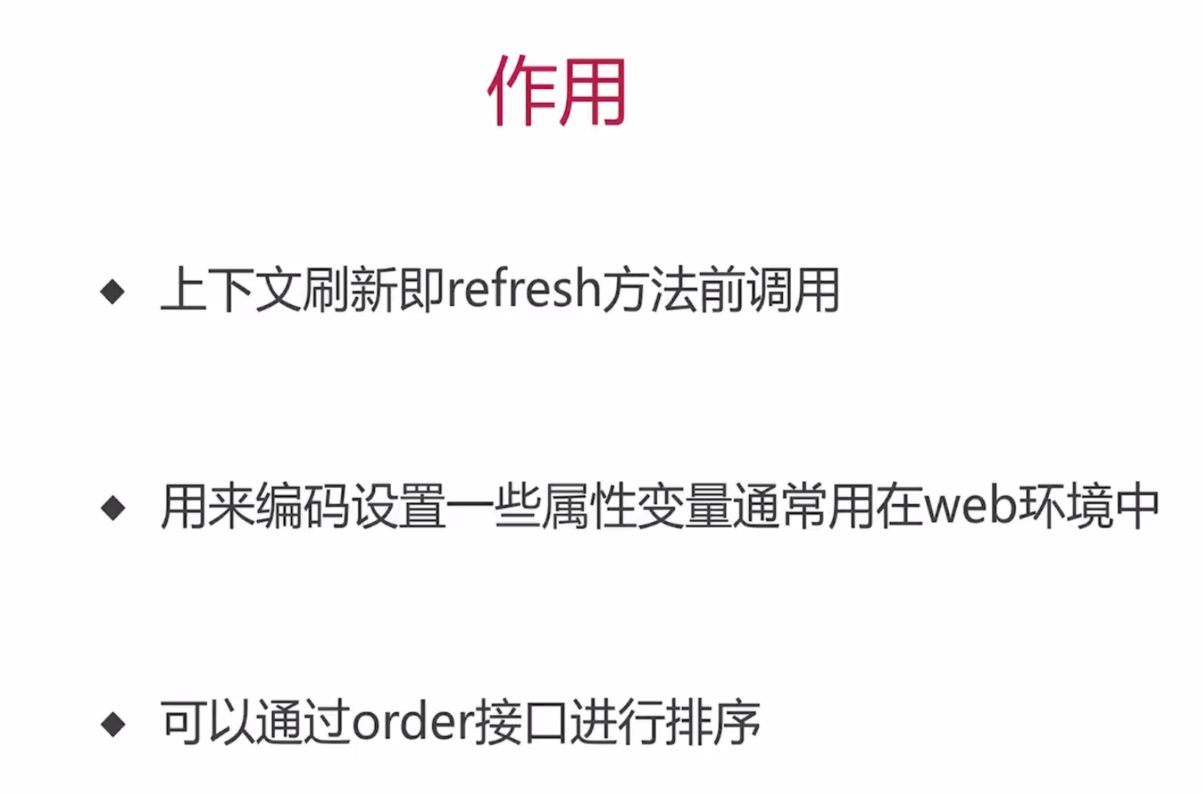 作用
◆ 上下文刷新即refresh方法前调用
◆ 用来编码设置一些属性变量通常用在web环境中
◆ 可以通过order接口进行排序